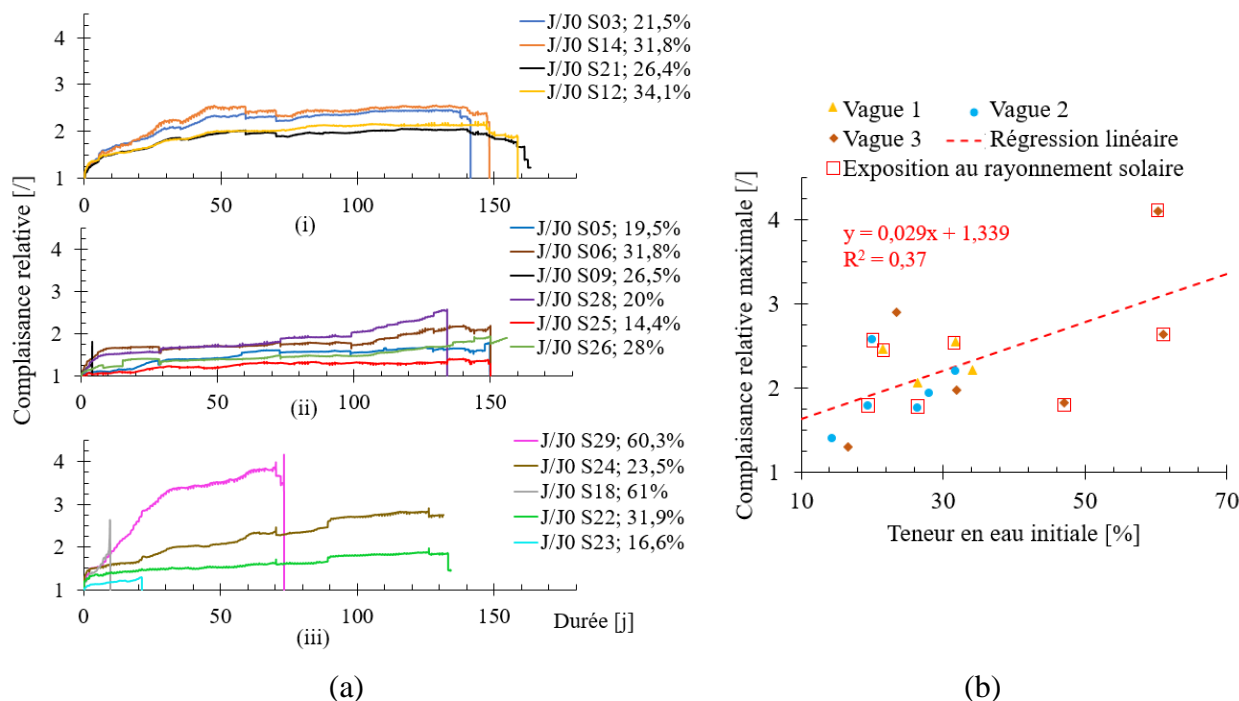 Complaisance relative [/]
4
3
2
1
J/J0 S03; 21,5%
J/J0 S14; 31,8%
J/J0 S21; 26,4%
J/J0 S12; 34,1%
0 50 100 150
(i)
4
3
2
1
J/J0 S05; 19,5%
J/J0 S06; 31,8%
J/J0 S09; 26,5%
J/J0 S28; 20%
J/J0 S25; 14,4%
J/J0 S26; 28%
0 50 100 150
(ii)
4
3
2
1
J/J0 S29; 60,3%
J/J0 S24; 23,5%
J/J0 S18; 61%
J/J0 S22; 31,9%
J/J0 S23; 16,6%
0 50 100 150
(iii)
Durée [j]
(a)
Vague 1 Vague 2
Vague 3 Régression linéaire
Exposition au rayonnement solaire
Complaisance relative maximale [/]
y = 0,029x + 1,339
R² = 0,37
4
3
2
1
10 30 50 70
Teneur en eau initiale [%]
(b)